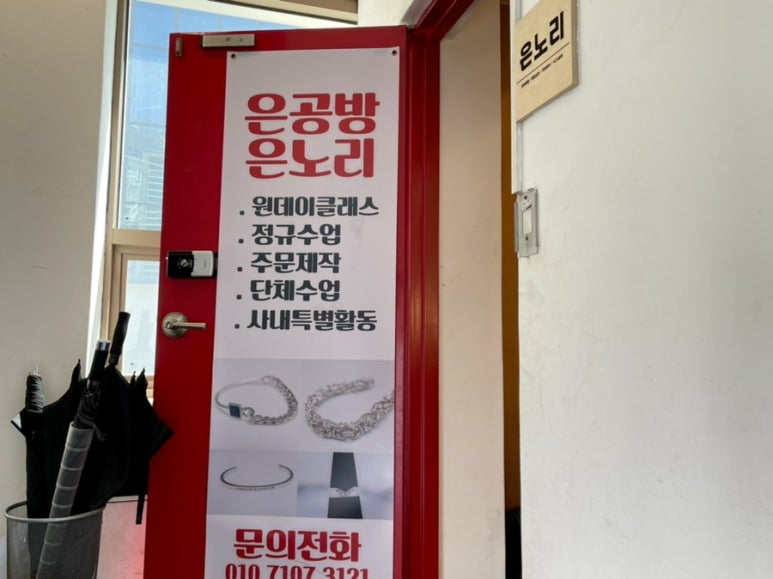 은공방
은노리
. 원데이클래스
. 정규수업
. 주문제작
. 단체수업
. 사내특별활동
문의전화
010 7107 3121
은노리